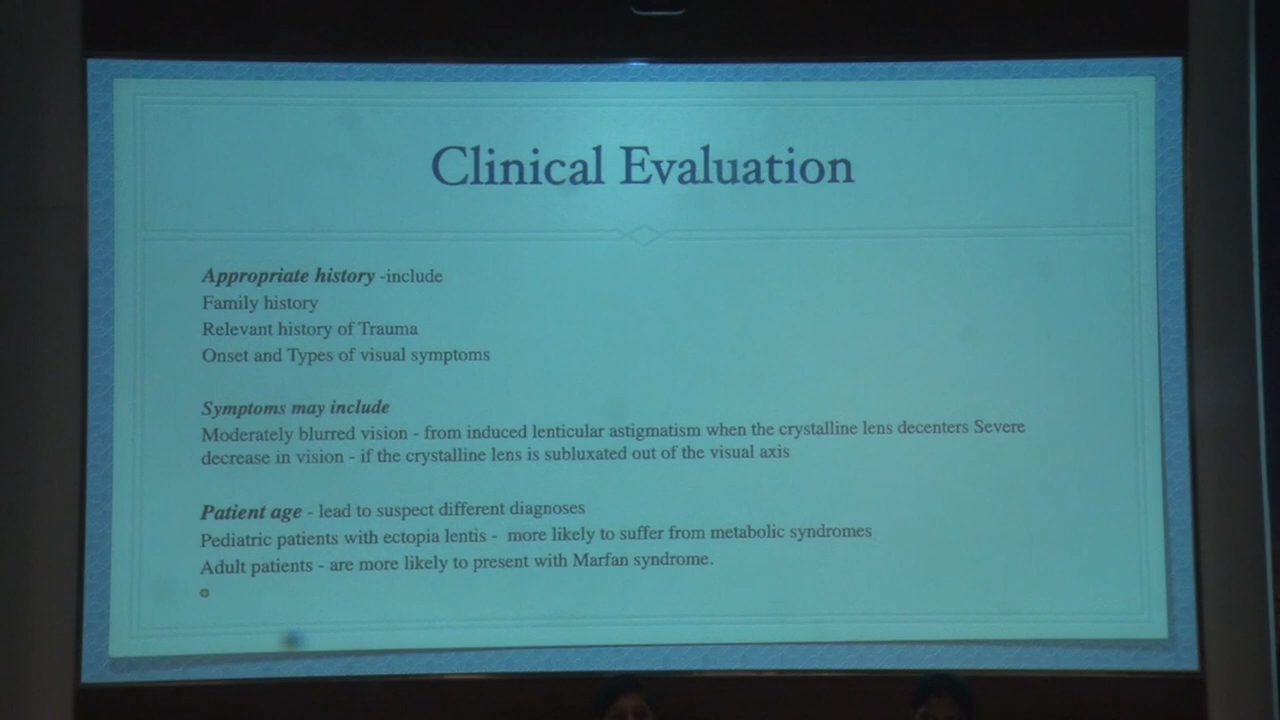 Clinical Evaluation
Appropriate history -include
Family history
Relevant history of Trauma
Onset and Types of visual symptoms
Symptoms may include
Moderately blurred vision - from induced lenticular astigmatism when the crystalline lens decenters Severe
decrease in vision - if the crystalline lens is subluxated out of the visual axis
Patient age - lead to suspect different diagnoses
Pediatric patients with ectopia lentis - more likely to suffer from metabolic syndromes
Adult patients - are more likely to present with Marfan syndrome.